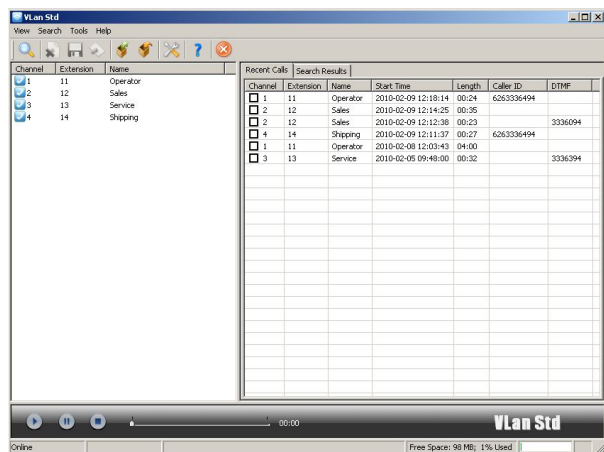 VLan Std
View Search Tools Help
Channel Extension Name
1 11 Operator
2 12 Sales
3 13 Service
4 14 Shipping
Recent Calls Search Results
Channel Extension Name Start Time Length Caller ID DTMF
1 11 Operator 2010-02-09 12:18:14 00:24 6263336494
2 12 Sales 2010-02-09 12:14:25 00:35
2 12 Sales 2010-02-09 12:12:38 00:23 3336094
4 14 Shipping 2010-02-09 12:11:37 00:27 6263336494
1 11 Operator 2010-02-08 12:03:43 04:00
3 13 Service 2010-02-05 09:48:00 00:32 3336394
00:00
VLan Std
Online
Free Space: 98 MB; 1% Used